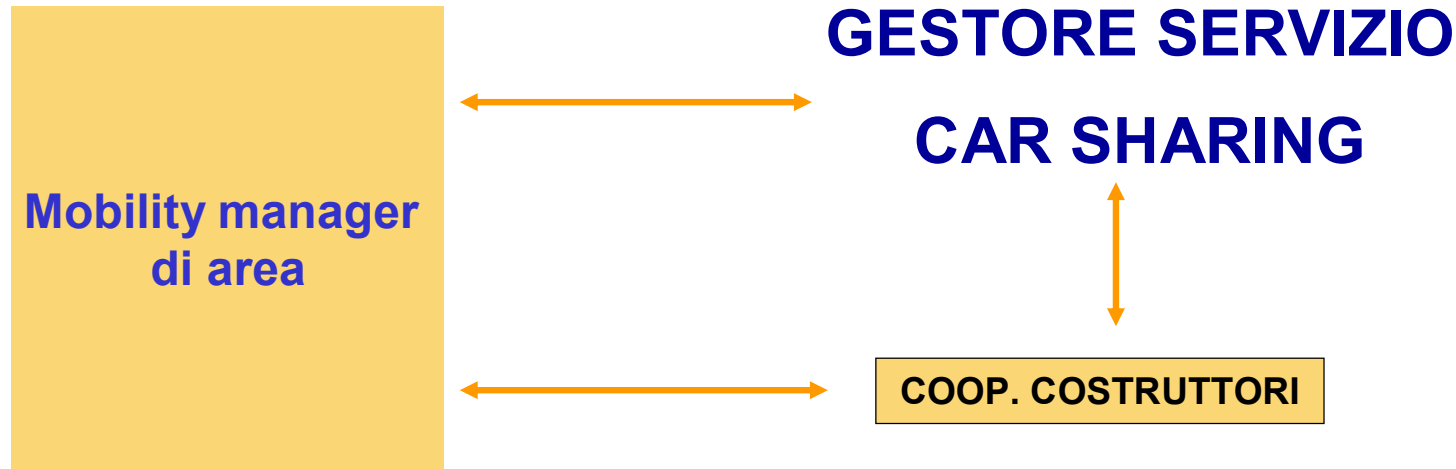 GESTORE SERVIZIO
CAR SHARING
Mobility manager
di area
COOP. COSTRUTTORI